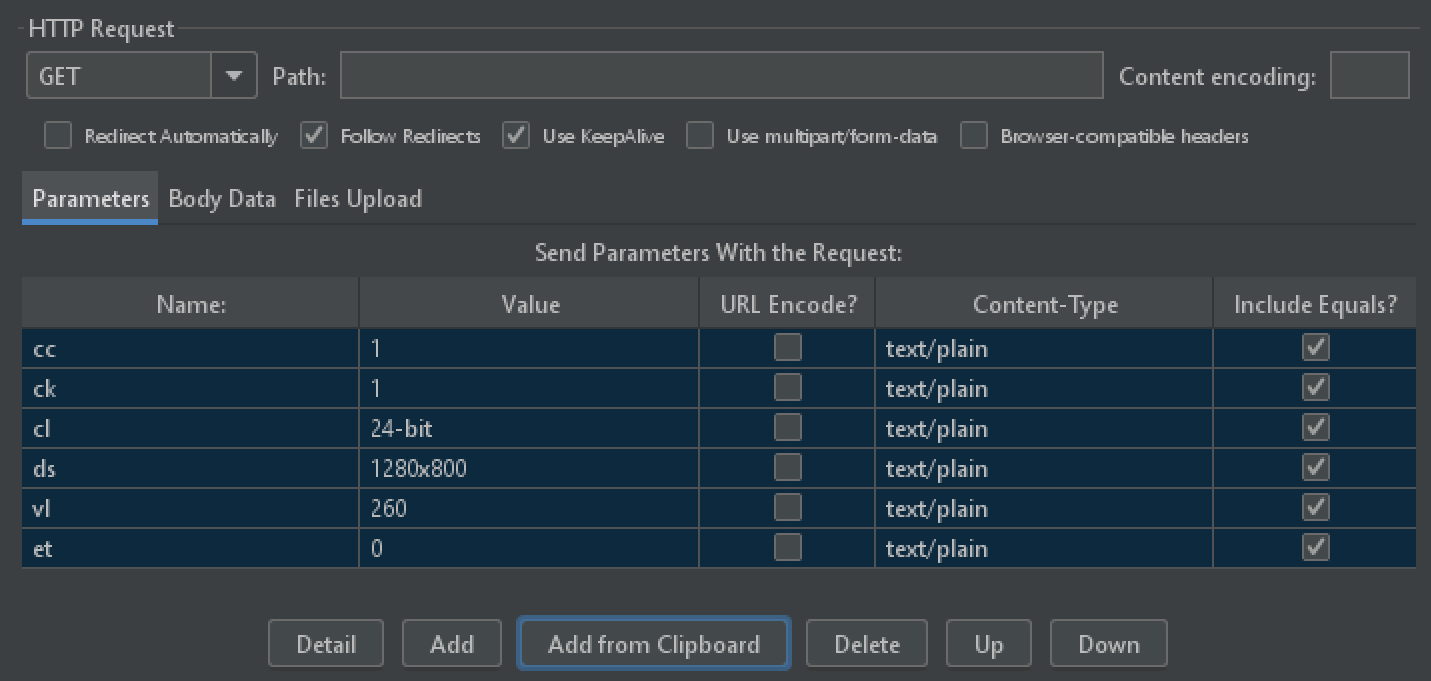 HTTP Request
GET Path: Content encoding:
Redirect Automatically Follow Redirects Use KeepAlive Use multipart/form-data Browser-compatible headers
Parameters Body Data Files Upload
Send Parameters With the Request:
Name: Value URL Encode? Content-Type Include Equals?
cc 1 text/plain
ck 1 text/plain
cl 24-bit text/plain
ds 1280x800 text/plain
vl 260 text/plain
et 0 text/plain
Detail Add Add from Clipboard Delete Up Down